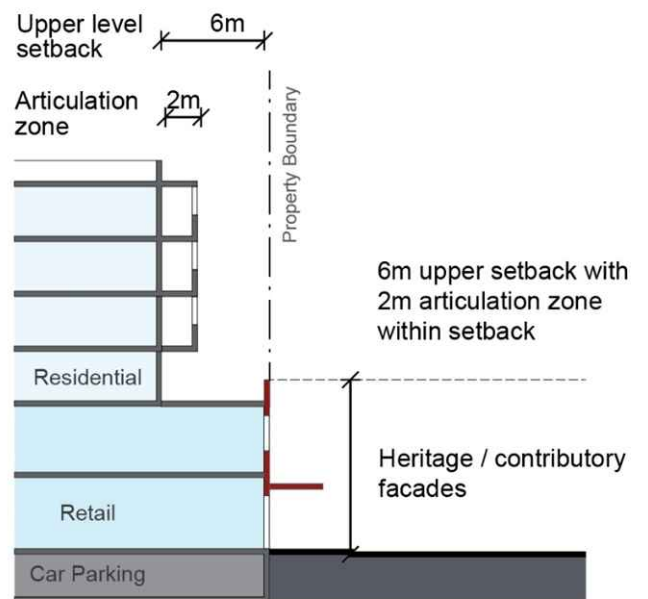 Upper level
setback
6m
Articulation
zone
2m
Property Boundary
6m upper setback with
2m articulation zone
within setback
Residential
Heritage / contributory
facades
Retail
Car Parking